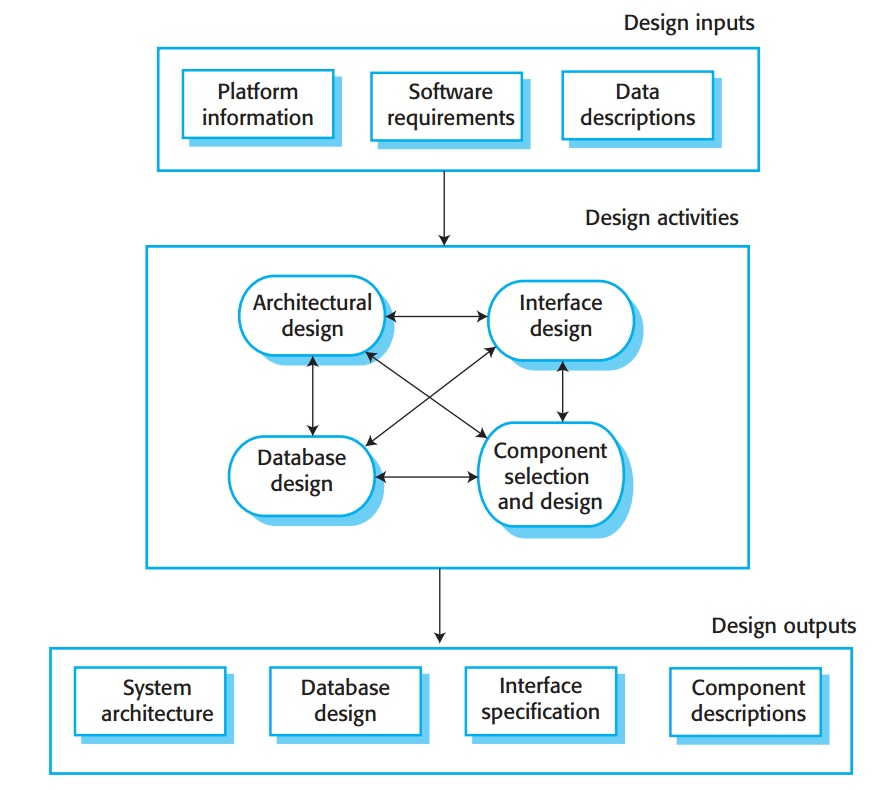 Design inputs
Platform
information
Software
requirements
Data
descriptions
Design activities
Architectural
design
Interface
design
Database
design
Component
selection
and design
Design outputs
System
architecture
Database
design
Interface
specification
Component
descriptions